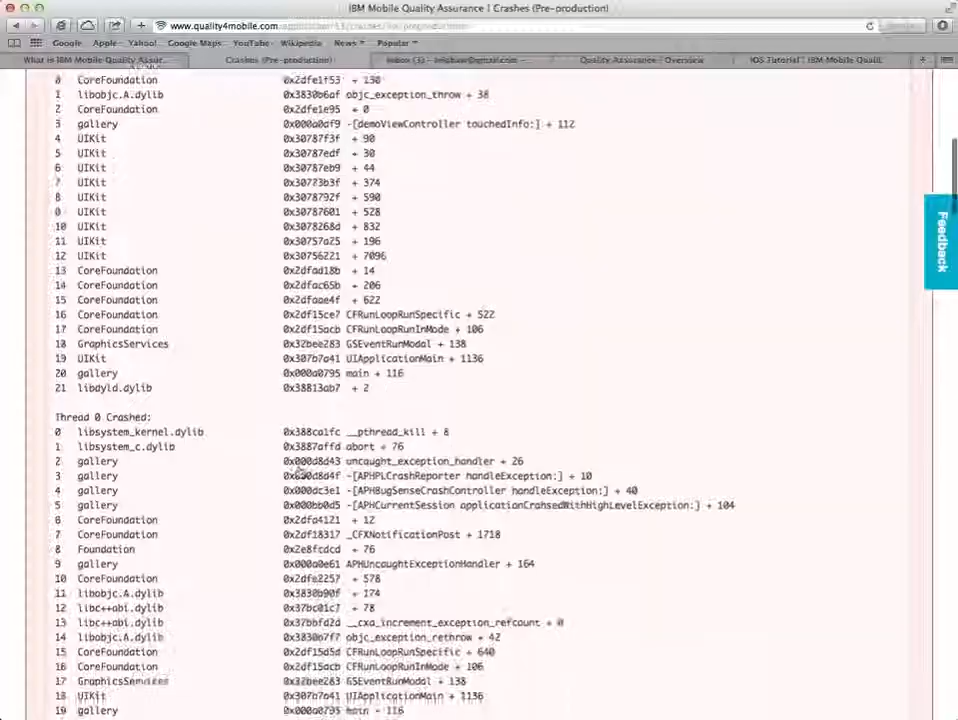 IBM Mobile Quality Assurance | Crashes (Pre-production)
www.quality4mobile.com
Google Apple Yahoo! Google Maps YouTube Wikipedia News Popular
What is IBM Mobile Quality Assur... Crashes (Pre-production) Quality Assurance | Overview iOS Tutorial | IBM Mobile Quali...
0 CoreFoundation 0x2dfe1f53 + 130
1 libobjc.A.dylib 0x3830b6af objc_exception_throw + 38
2 CoreFoundation 0x2dfe1e95 + 0
3 gallery 0x000a0af9 -[demoViewController touchedInfo:] + 112
4 UIKit 0x30787f3f + 90
5 UIKit 0x30787edf + 30
6 UIKit 0x30787eb9 + 44
7 UIKit 0x30773b3f + 374
8 UIKit 0x3078792f + 590
9 UIKit 0x30787601 + 528
10 UIKit 0x3078268d + 832
11 UIKit 0x30757a25 + 196
12 UIKit 0x30756221 + 7096
13 CoreFoundation 0x2dfad18b + 14
14 CoreFoundation 0x2dfac65b + 206
15 CoreFoundation 0x2dfaae4f + 622
16 CoreFoundation 0x2df15ce7 CFRunLoopRunSpecific + 522
17 CoreFoundation 0x2df15acb CFRunLoopRunInMode + 106
18 GraphicsServices 0x32bee283 GSEventRunModal + 138
19 UIKit 0x307b7a41 UIApplicationMain + 1136
20 gallery 0x000a0795 main + 116
21 libdyld.dylib 0x38813ab7 + 2
Thread 0 Crashed:
0 libsystem_kernel.dylib 0x388ca1fc __pthread_kill + 8
1 libsystem_c.dylib 0x3887affd abort + 76
2 gallery 0x000d8d43 uncaught_exception_handler + 26
3 gallery 0x000d8d4f -[APHPLCrashReporter handleException:] + 10
4 gallery 0x000dc3e1 -[APHBugSenseCrashController handleException:] + 40
5 gallery 0x000bb0d5 -[APHCurrentSession applicationCrahsedWithHighLevelException:] + 104
6 CoreFoundation 0x2dfa4121 + 12
7 CoreFoundation 0x2df18317 _CFXNotificationPost + 1718
8 Foundation 0x2e8fcdcd + 76
9 gallery 0x000a0e61 APHUncaughtExceptionHandler + 164
10 CoreFoundation 0x2dfe2257 + 578
11 libobjc.A.dylib 0x3830b90f + 174
12 libc++abi.dylib 0x37bc01c7 + 78
13 libc++abi.dylib 0x37bbfd2d __cxa_increment_exception_refcount + 0
14 libobjc.A.dylib 0x3830b7f7 objc_exception_rethrow + 42
15 CoreFoundation 0x2df15d5d CFRunLoopRunSpecific + 640
16 CoreFoundation 0x2df15acb CFRunLoopRunInMode + 106
17 GraphicsServices 0x32bee283 GSEventRunModal + 138
18 UIKit 0x307b7a41 UIApplicationMain + 1136
19 gallery 0x000a0795 main + 116
Feedback